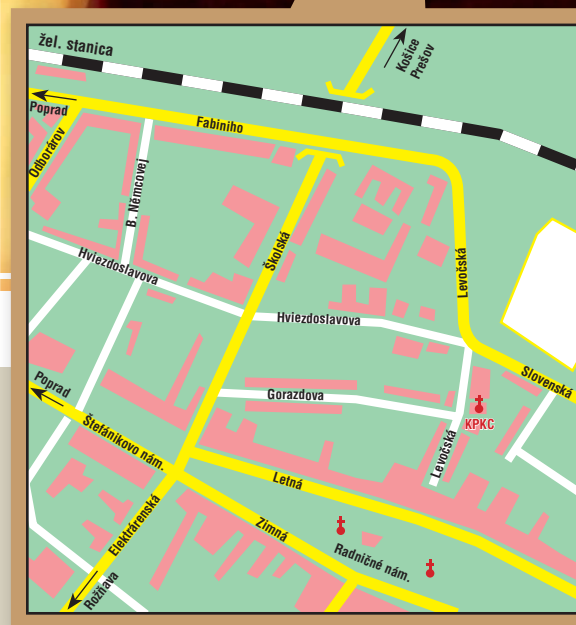 žel. stanica
Košice
Prešov
Poprad
Fabiniho
Odborárov
B. Němcovej
Školská
Levočská
Hviezdoslavova
Hviezdoslavova
Slovenská
Poprad
Gorazdova
KPKC
Štefánikovo nám.
Levočská
Letná
Elektrárenská
Zimná
Radničné nám.
Rožňava